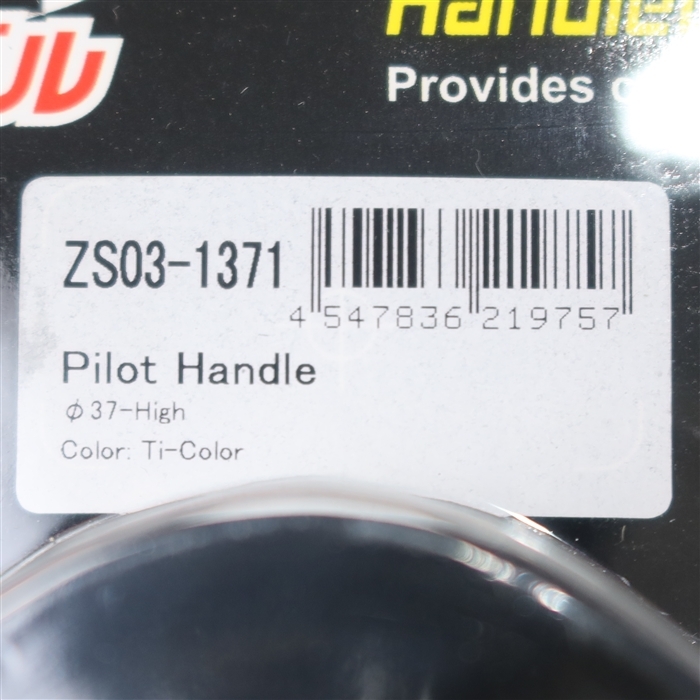 Provides
ZS03-1371
4 547836 219757
Pilot Handle
φ37-High
Color: Ti-Color